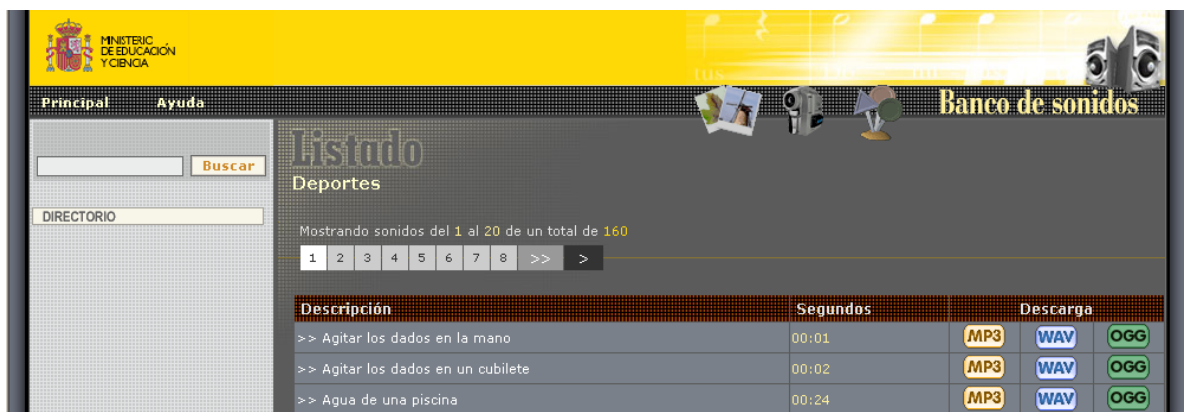 MINISTERIC
DE EDUCACIÓN
Y CIENCIA
tus
Principal Ayuda
Banco de sonidos
Buscar
Listado
Deportes
DIRECTORIO
Mostrando sonidos del 1 al 20 de un total de 160
1 2 3 4 5 6 7 8 >> >
Descripción Segundos Descarga
>> Agitar los dados en la mano 00:01 MP3 WAV OGG
>> Agitar los dados en un cubilete 00:02 MP3 WAV OGG
>> Agua de una piscina 00:24 MP3 WAV OGG